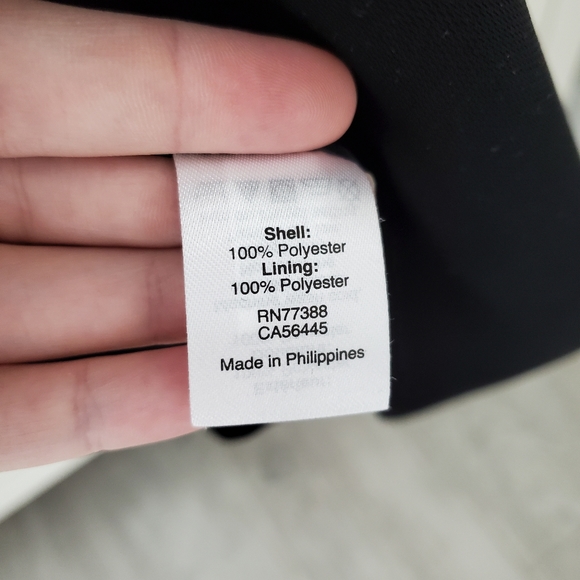 Shell:
100% Polyester
Lining:
100% Polyester
RN77388
CA56445
Made in Philippines